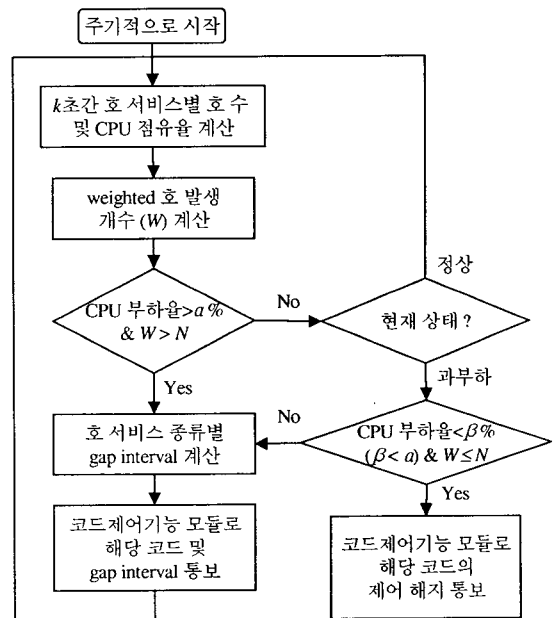 주기적으로 시작
k초간 호 서비스별 호 수
및 CPU 점유율 계산
weighted 호 발생
개수 (W) 계산
정상
CPU 부하율>a %
& W > N
No
현재 상태 ?
과부하
Yes
No
호 서비스 종류별
gap interval 계산
CPU 부하율<β%
(β< a) & W ≤ N
Yes
코드제어기능 모듈로
해당 코드 및
gap interval 통보
코드제어기능 모듈로
해당 코드의
제어 해지 통보